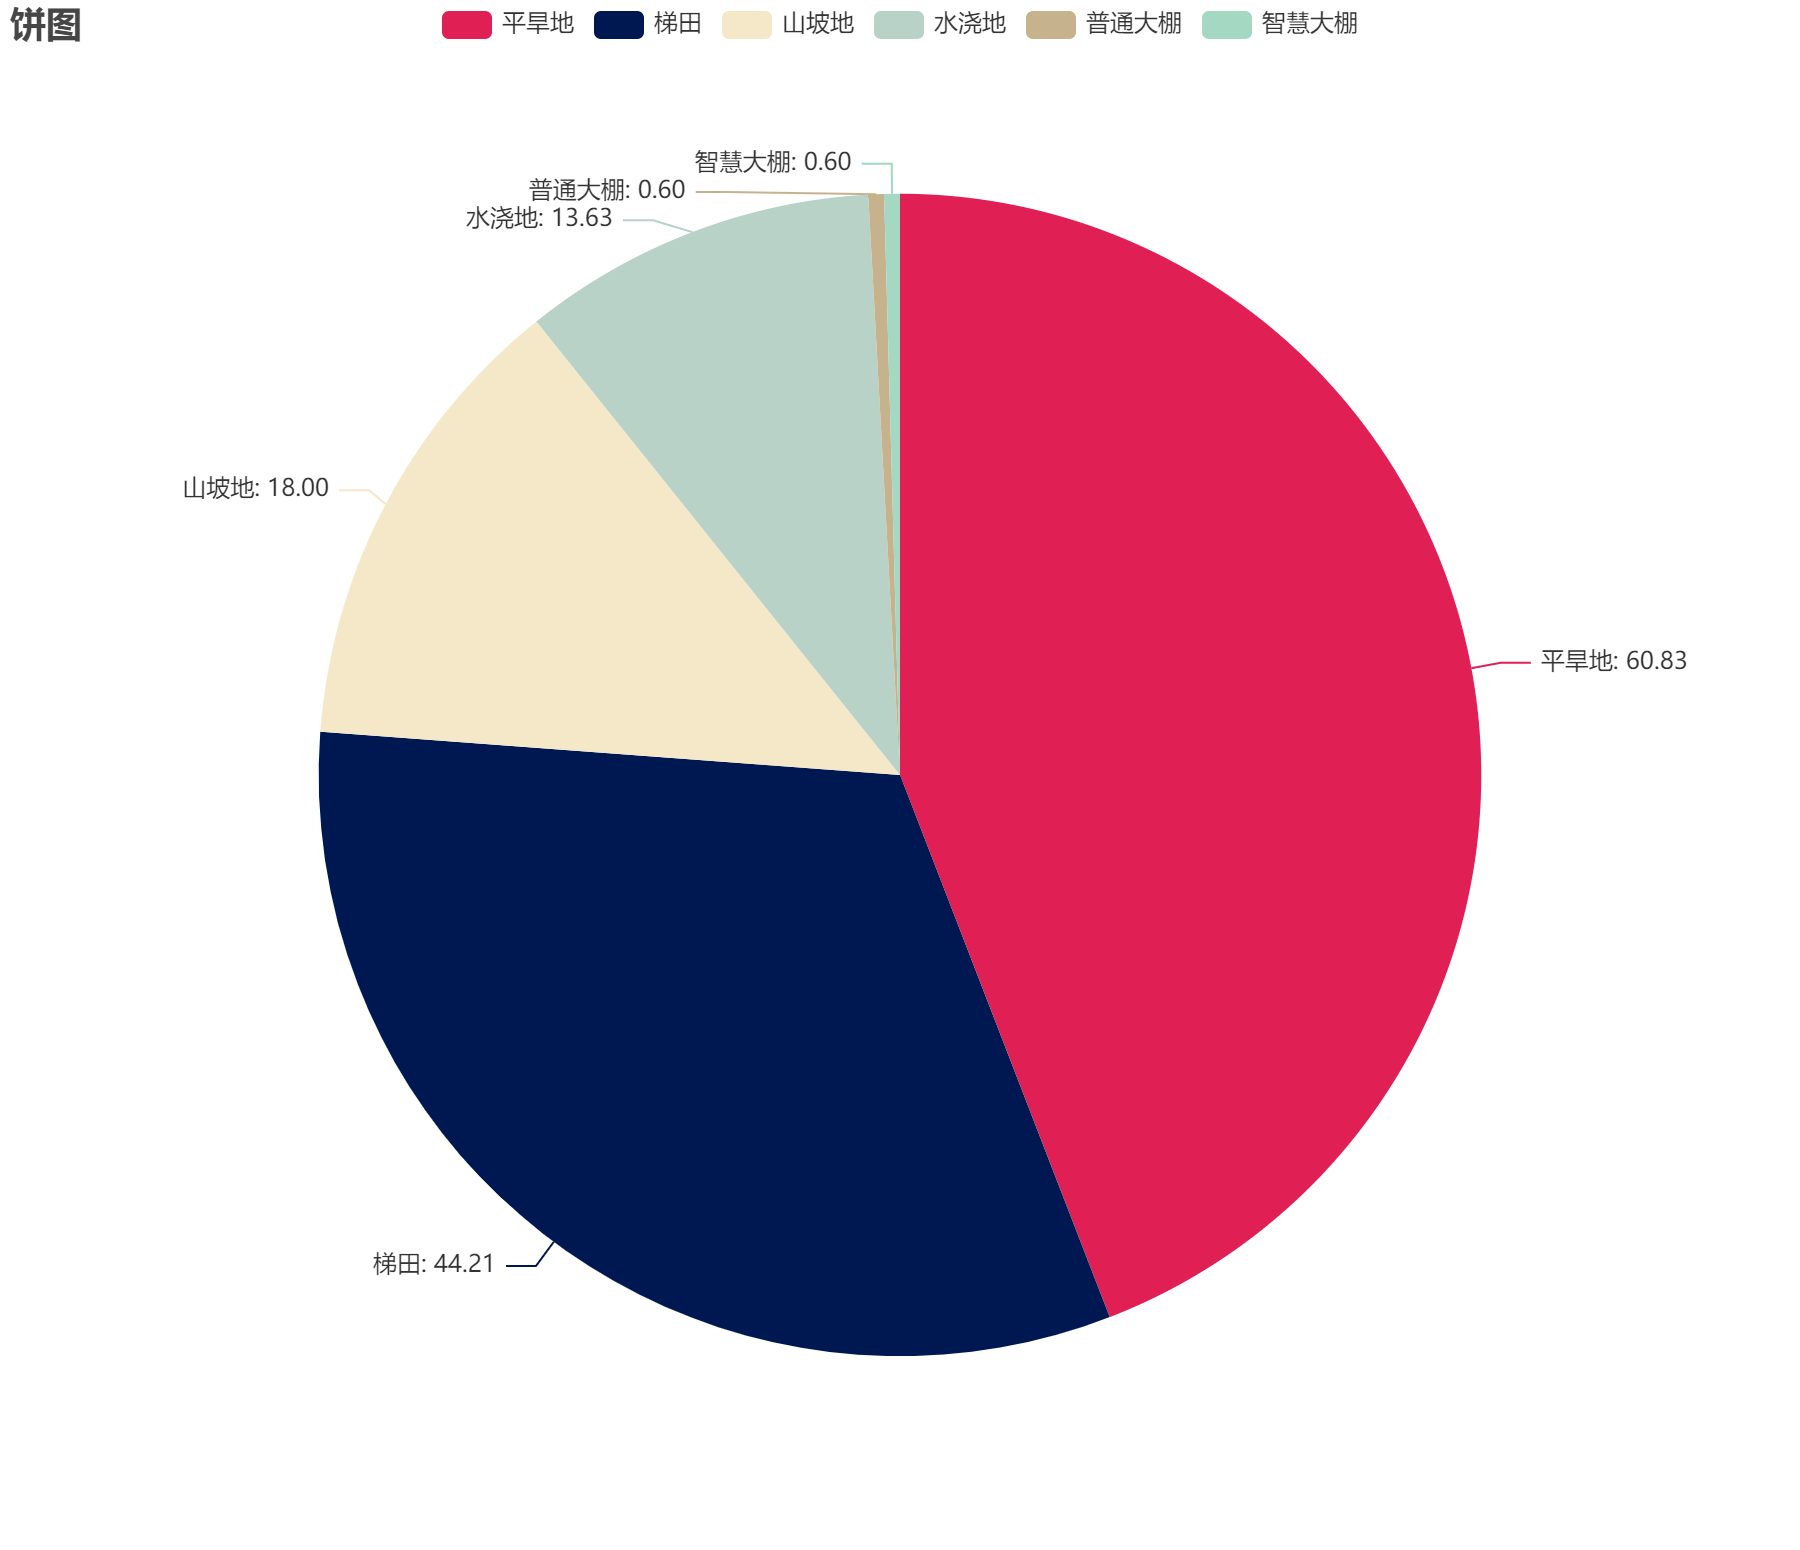 饼图
平旱地
梯田
山坡地
水浇地
普通大棚
智慧大棚
智慧大棚: 0.60
普通大棚: 0.60
水浇地: 13.63
山坡地: 18.00
平旱地: 60.83
梯田: 44.21